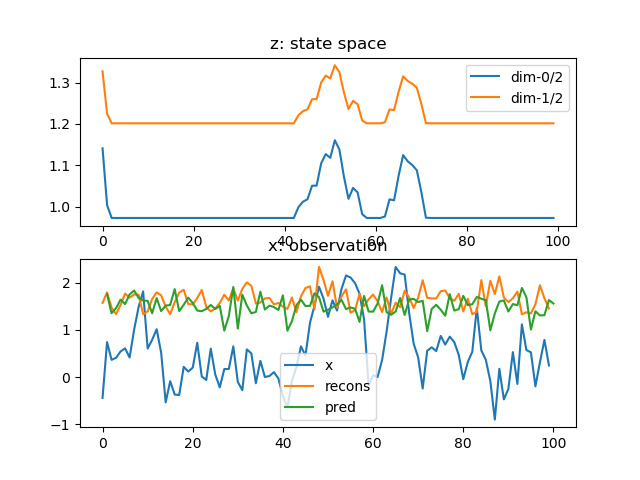 z: state space
1.3
1.2
1.1
1.0
dim-0/2
dim-1/2
0
20
40
60
80
100
x: observation
2
1
0
−1
x
recons
pred
0
20
40
60
80
100